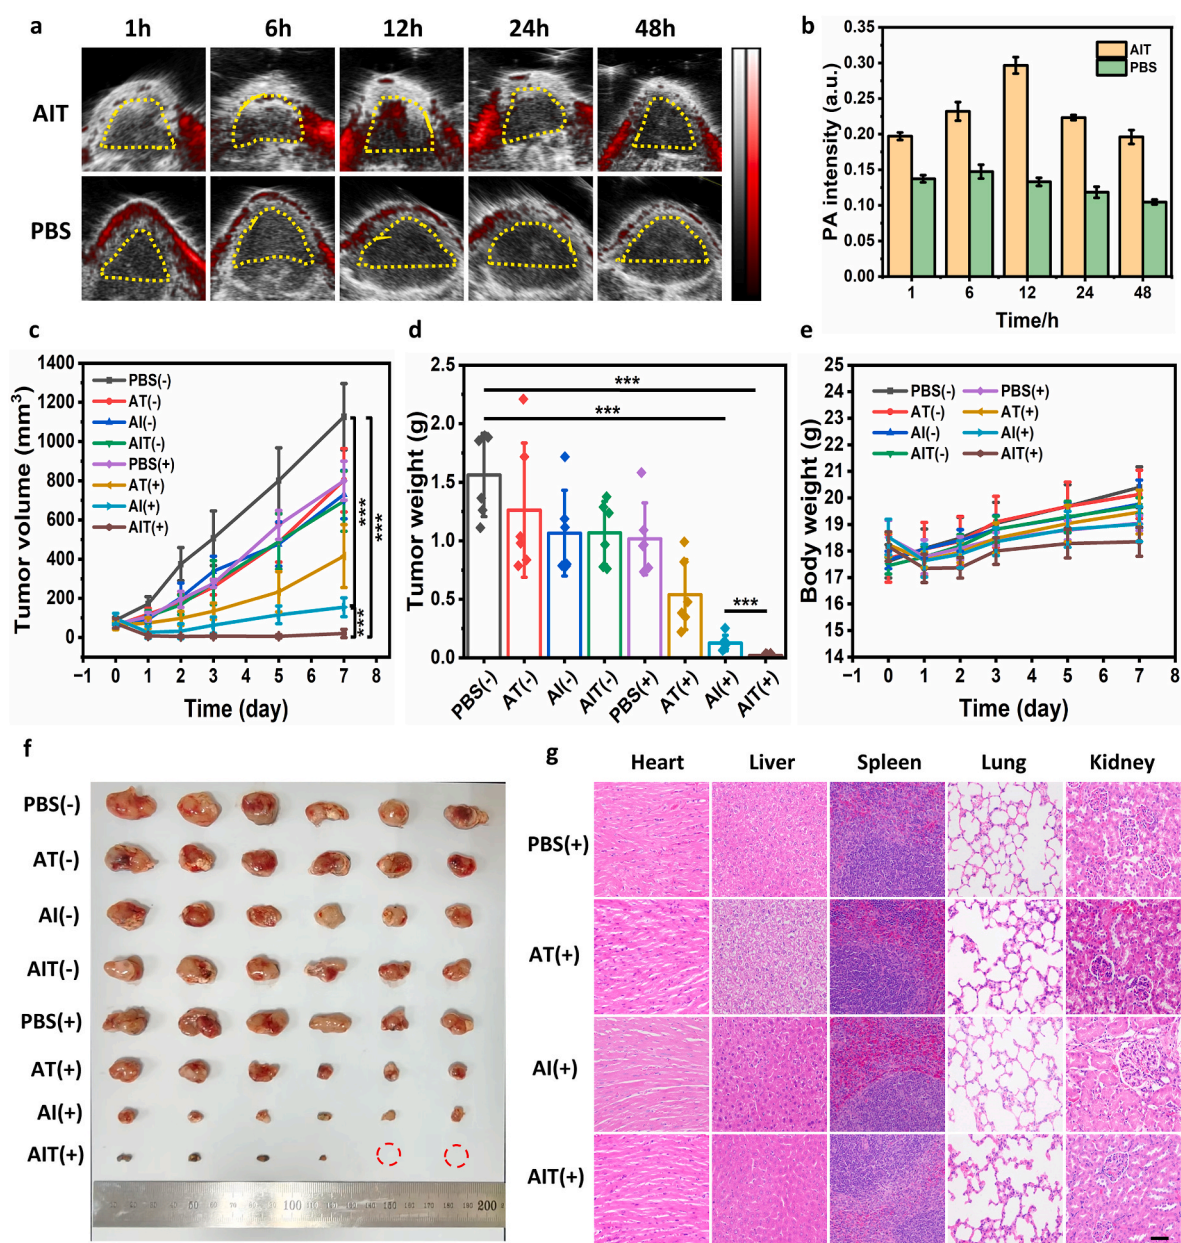 a
1h 6h 12h 24h 48h
AIT
PBS
b
PA intensity (a.u.)
0.35
0.30
0.25
0.20
0.15
0.10
0.05
0.00
AIT
PBS
1 6 12 24 48
Time/h
c
Tumor volume (mm³)
1400
1200
1000
800
600
400
200
0
PBS(-)
AT(-)
AI(-)
AIT(-)
PBS(+)
AT(+)
AI(+)
AIT(+)
***
***
***
−1 0 1 2 3 4 5 6 7 8
Time (day)
d
Tumor weight (g)
2.5
2.0
1.5
1.0
0.5
0.0
***
***
***
PBS(-) AT(-) AI(-) AIT(-) PBS(+) AT(+) AI(+) AIT(+)
e
Body weight (g)
25
24
23
22
21
20
19
18
17
16
15
14
PBS(-) PBS(+)
AT(-) AT(+)
AI(-) AI(+)
AIT(-) AIT(+)
−1 0 1 2 3 4 5 6 7 8
Time (day)
f
PBS(-)
AT(-)
AI(-)
AIT(-)
PBS(+)
AT(+)
AI(+)
AIT(+)
100 200
g
Heart Liver Spleen Lung Kidney
PBS(+)
AT(+)
AI(+)
AIT(+)